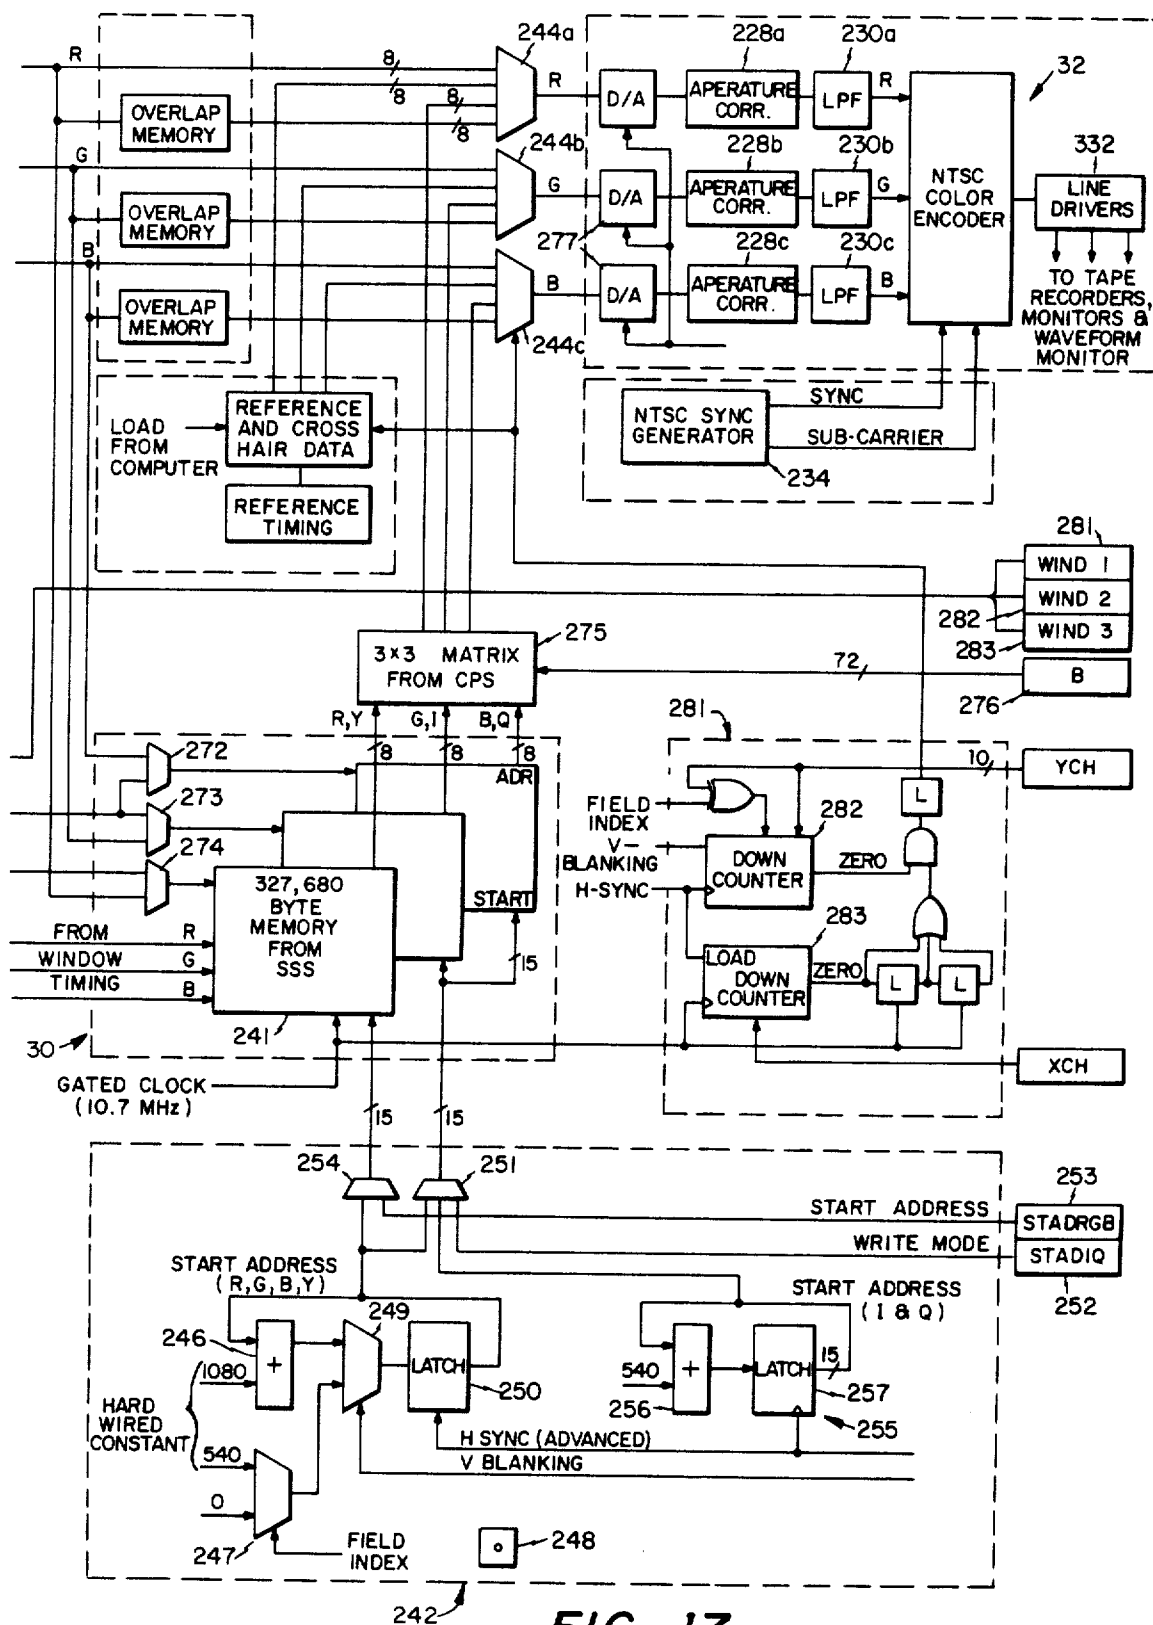 R
8
8
8
8
244a
R
OVERLAP
MEMORY
G
244b
G
OVERLAP
MEMORY
B
B
244c
OVERLAP
MEMORY
228a
230a
32
D/A
APERATURE
CORR.
LPF
R
228b
230b
332
D/A
APERATURE
CORR.
LPF
G
NTSC
COLOR
ENCODER
LINE
DRIVERS
277
228c
230c
D/A
APERATURE
CORR.
LPF
B
TO TAPE
RECORDERS,
MONITORS &
WAVEFORM
MONITOR
LOAD
FROM
COMPUTER
REFERENCE
AND CROSS
HAIR DATA
REFERENCE
TIMING
NTSC SYNC
GENERATOR
SYNC
SUB-CARRIER
234
281
WIND 1
282
WIND 2
283
WIND 3
275
3×3 MATRIX
FROM CPS
72
B
276
R,Y
G,I
B,Q
8
8
8
281
272
273
274
ADR
START
327,680
BYTE
MEMORY
FROM
SSS
FROM R
WINDOW G
TIMING B
241
15
30
GATED CLOCK
(10.7 MHz)
15
15
10
YCH
FIELD
INDEX
V-
BLANKING
H-SYNC
282
DOWN
COUNTER
ZERO
L
283
LOAD
DOWN
COUNTER
ZERO
L
L
XCH
254
251
253
START ADDRESS
STADRGB
WRITE MODE
STADIQ
252
START ADDRESS
(R,G,B,Y)
START ADDRESS
(I & Q)
246
1080
+
249
LATCH
250
540
+
256
LATCH
15
257
255
HARD
WIRED
CONSTANT
540
0
247
H SYNC (ADVANCED)
V BLANKING
FIELD
INDEX
248
242
FIG. 17